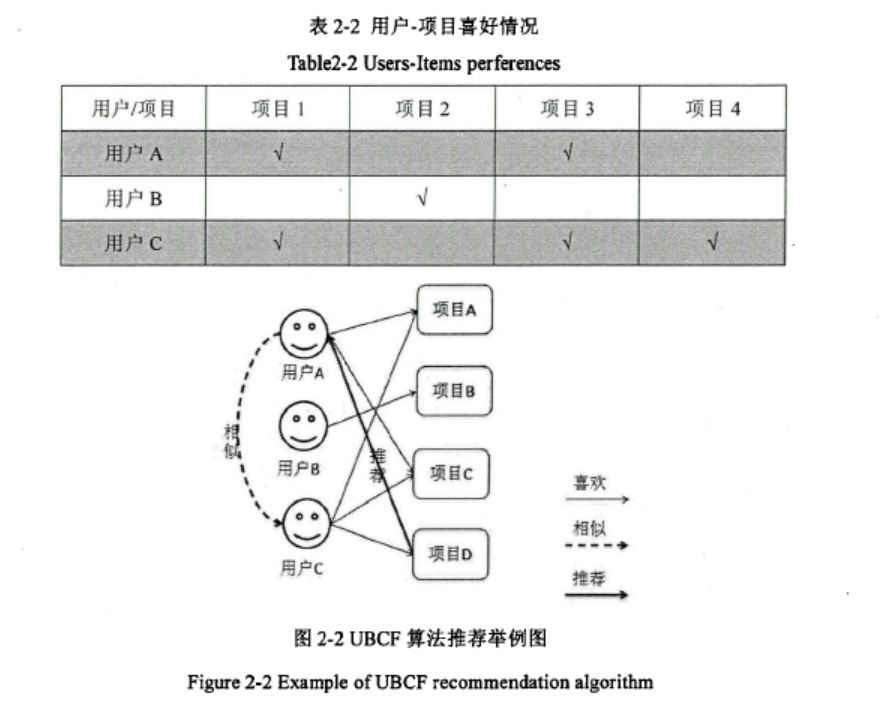 表 2-2 用户-项目喜好情况
Table2-2 Users-Items perferences
用户/项目 项目 1 项目 2 项目 3 项目 4
用户 A √ √
用户 B √
用户 C √ √ √
项目A
用户A
项目B
相似
用户B
推荐
项目C
喜欢
用户C
项目D
相似
推荐
图 2-2 UBCF 算法推荐举例图
Figure 2-2 Example of UBCF recommendation algorithm